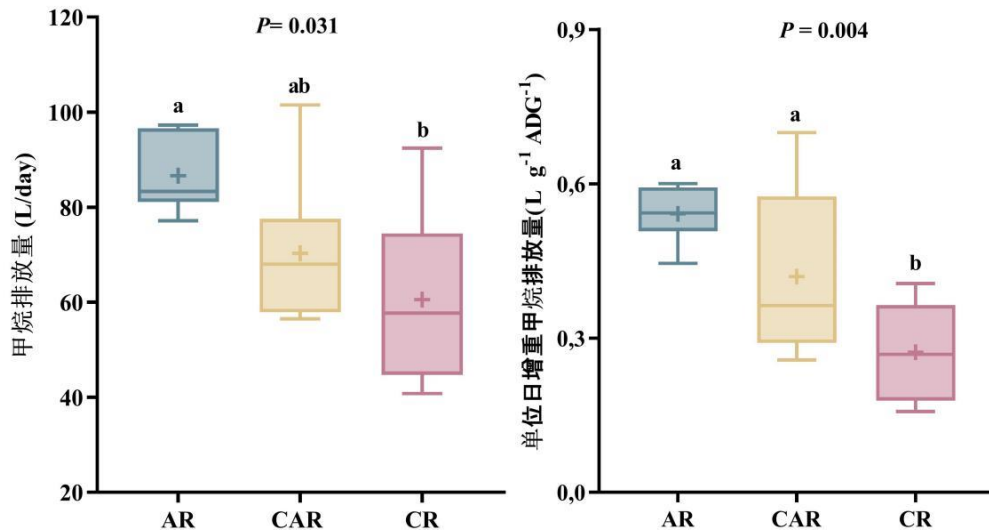 甲烷排放量 (L/day)
120
100
80
60
40
20
P= 0.031
a
ab
b
AR
CAR
CR
单位日增重甲烷排放量(L g⁻¹ ADG⁻¹)
0,9
0,6
0,3
0,0
P = 0.004
a
a
b
AR
CAR
CR